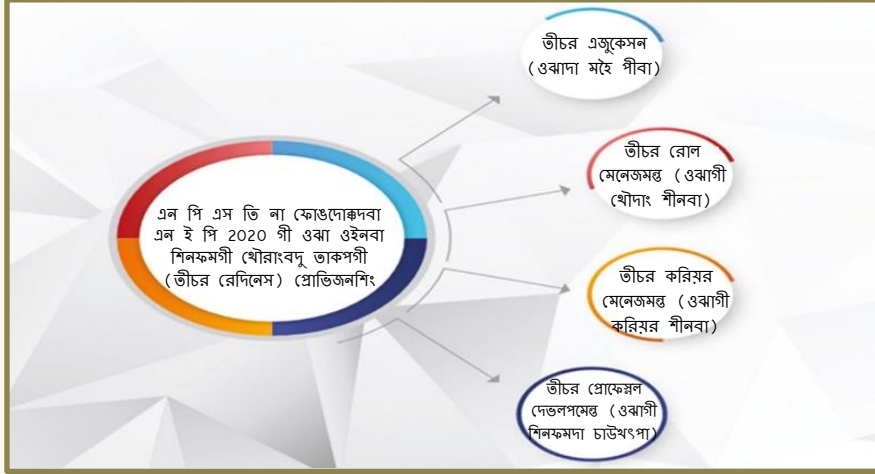 তীচর এজুকেসন
(ওঝাদা মহৈ পীবা)
তীচর রোল
মেনেজমন্ত (ওঝাগী
থৌদাং শীনবা)
এন পি এস তি না ফোঙদোক্কদবা
এন ই পি 2020 গী ওঝা ওইনবা
শিনফমগী থৌরাংবদু তাকপগী
(তীচর রেদিনেস) প্রোভিজনশিং
তীচর করিয়র
মেনেজমন্ত (ওঝাগী
করিয়র শীনবা)
তীচর প্রোফেস্নল
দেভলপমেন্ত (ওঝাগী
শিনফমদা চাউখৎপা)